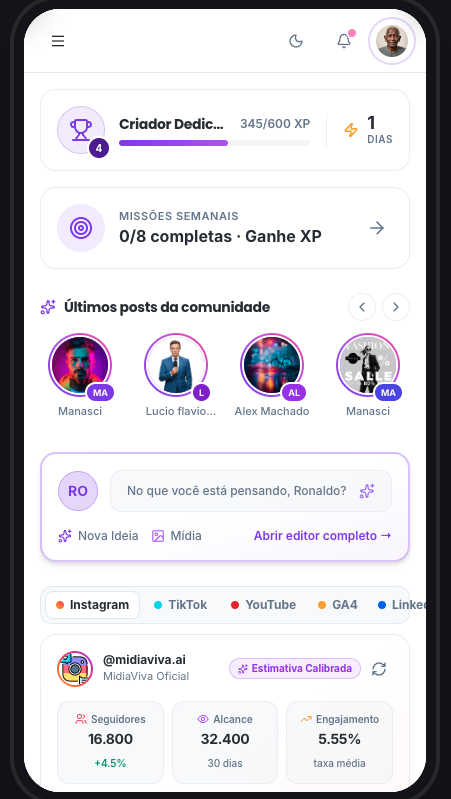 4
Criador Dedic...
345/600 XP
1
DIAS
MISSÕES SEMANAIS
0/8 completas · Ganhe XP
Últimos posts da comunidade
MA
L
AL
FASHION
SALLE
MA
Manasci
Lucio flavio...
Alex Machado
Manasci
RO
No que você está pensando, Ronaldo?
Nova Ideia
Mídia
Abrir editor completo →
Instagram
TikTok
YouTube
GA4
Linked
@midiaviva.ai
MidiaViva Oficial
Estimativa Calibrada
Seguidores
Alcance
Engajamento
16.800
32.400
5.55%
+4.5%
30 dias
taxa média